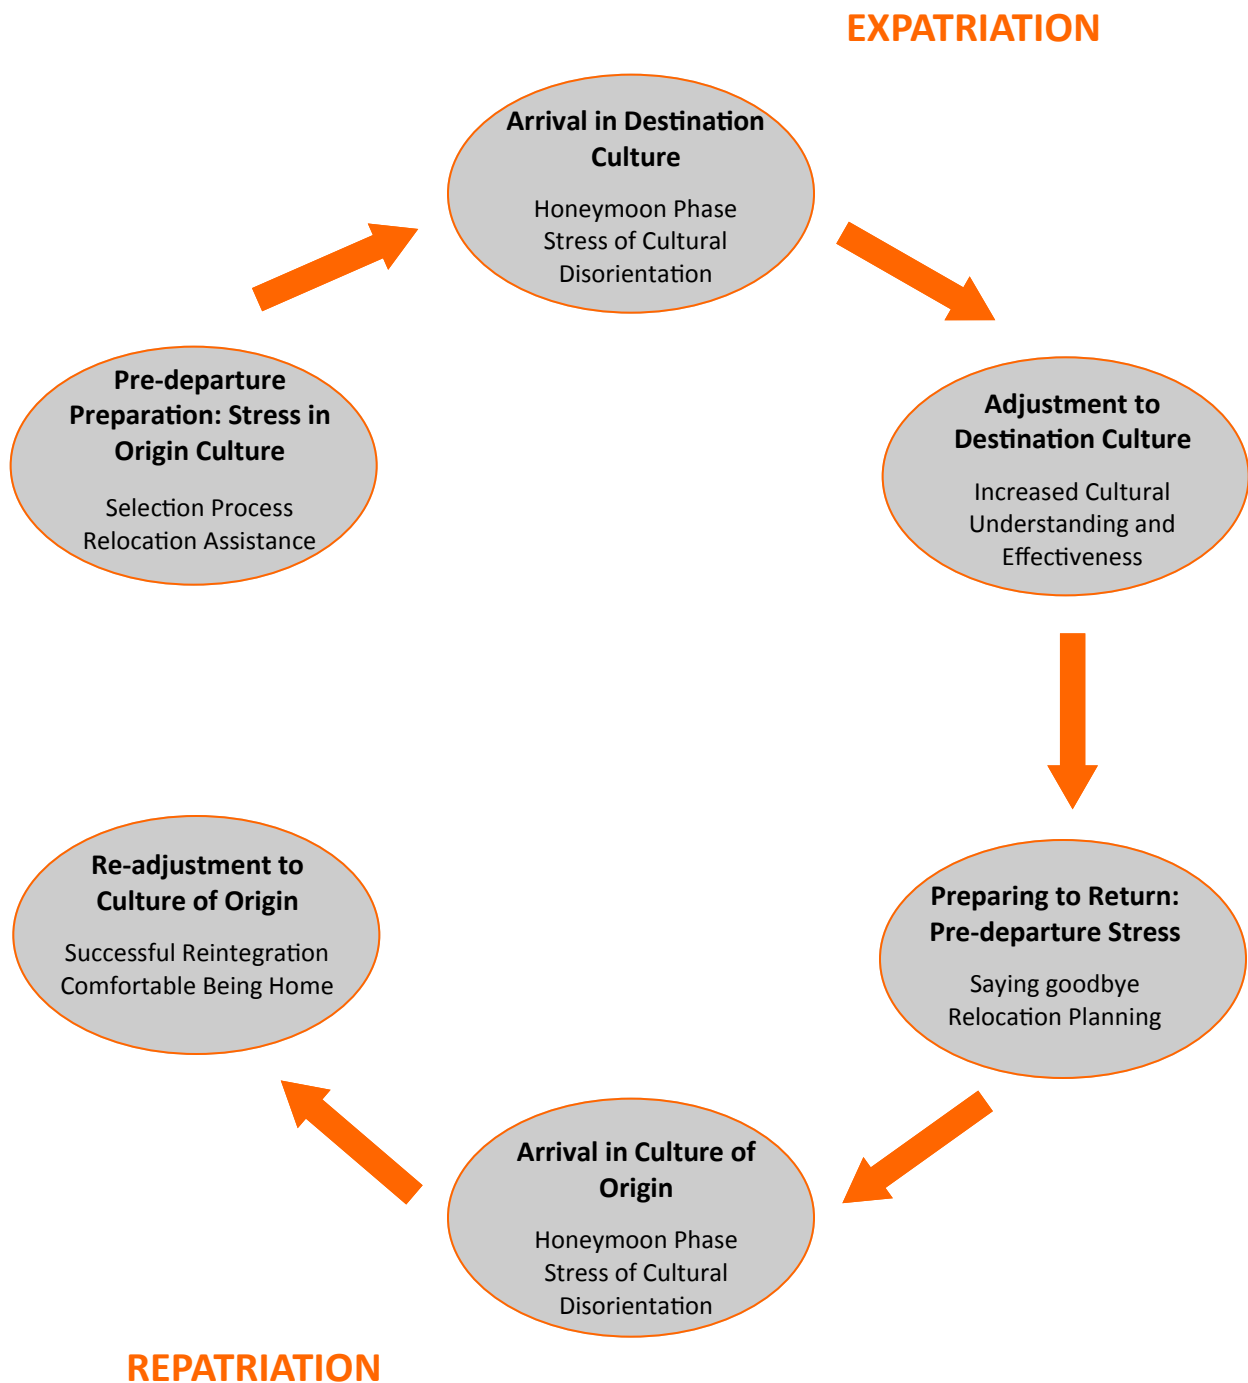 EXPATRIATION
Arrival in Destination
Culture
Honeymoon Phase
Stress of Cultural
Disorientation
Pre-departure
Preparation: Stress in
Origin Culture
Selection Process
Relocation Assistance
Adjustment to
Destination Culture
Increased Cultural
Understanding and
Effectiveness
Re-adjustment to
Culture of Origin
Successful Reintegration
Comfortable Being Home
Preparing to Return:
Pre-departure Stress
Saying goodbye
Relocation Planning
Arrival in Culture of
Origin
Honeymoon Phase
Stress of Cultural
Disorientation
REPATRIATION